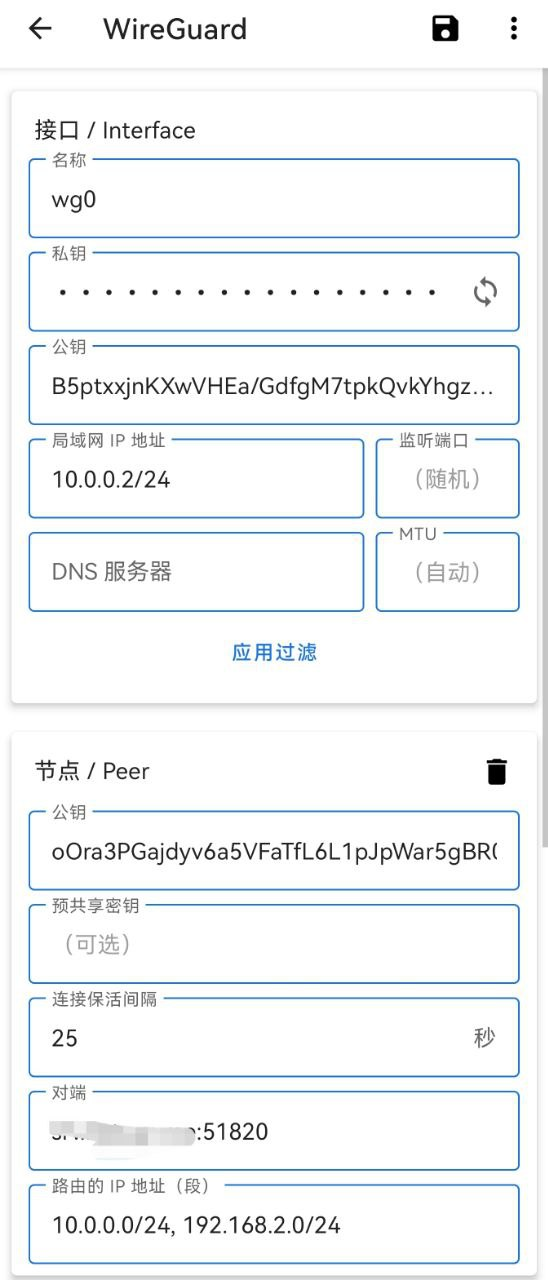 WireGuard
接口 / Interface
名称
wg0
私钥
公钥
B5ptxxjnKXwVHEa/GdfgM7tpkQvkYhgz...
局域网 IP 地址
监听端口
10.0.0.2/24
（随机）
MTU
DNS 服务器
（自动）
应用过滤
节点 / Peer
公钥
oOra3PGajdyv6a5VFaTfL6L1pJpWar5gBR
预共享密钥
（可选）
连接保活间隔
25
秒
对端
:51820
路由的 IP 地址（段）
10.0.0.0/24, 192.168.2.0/24